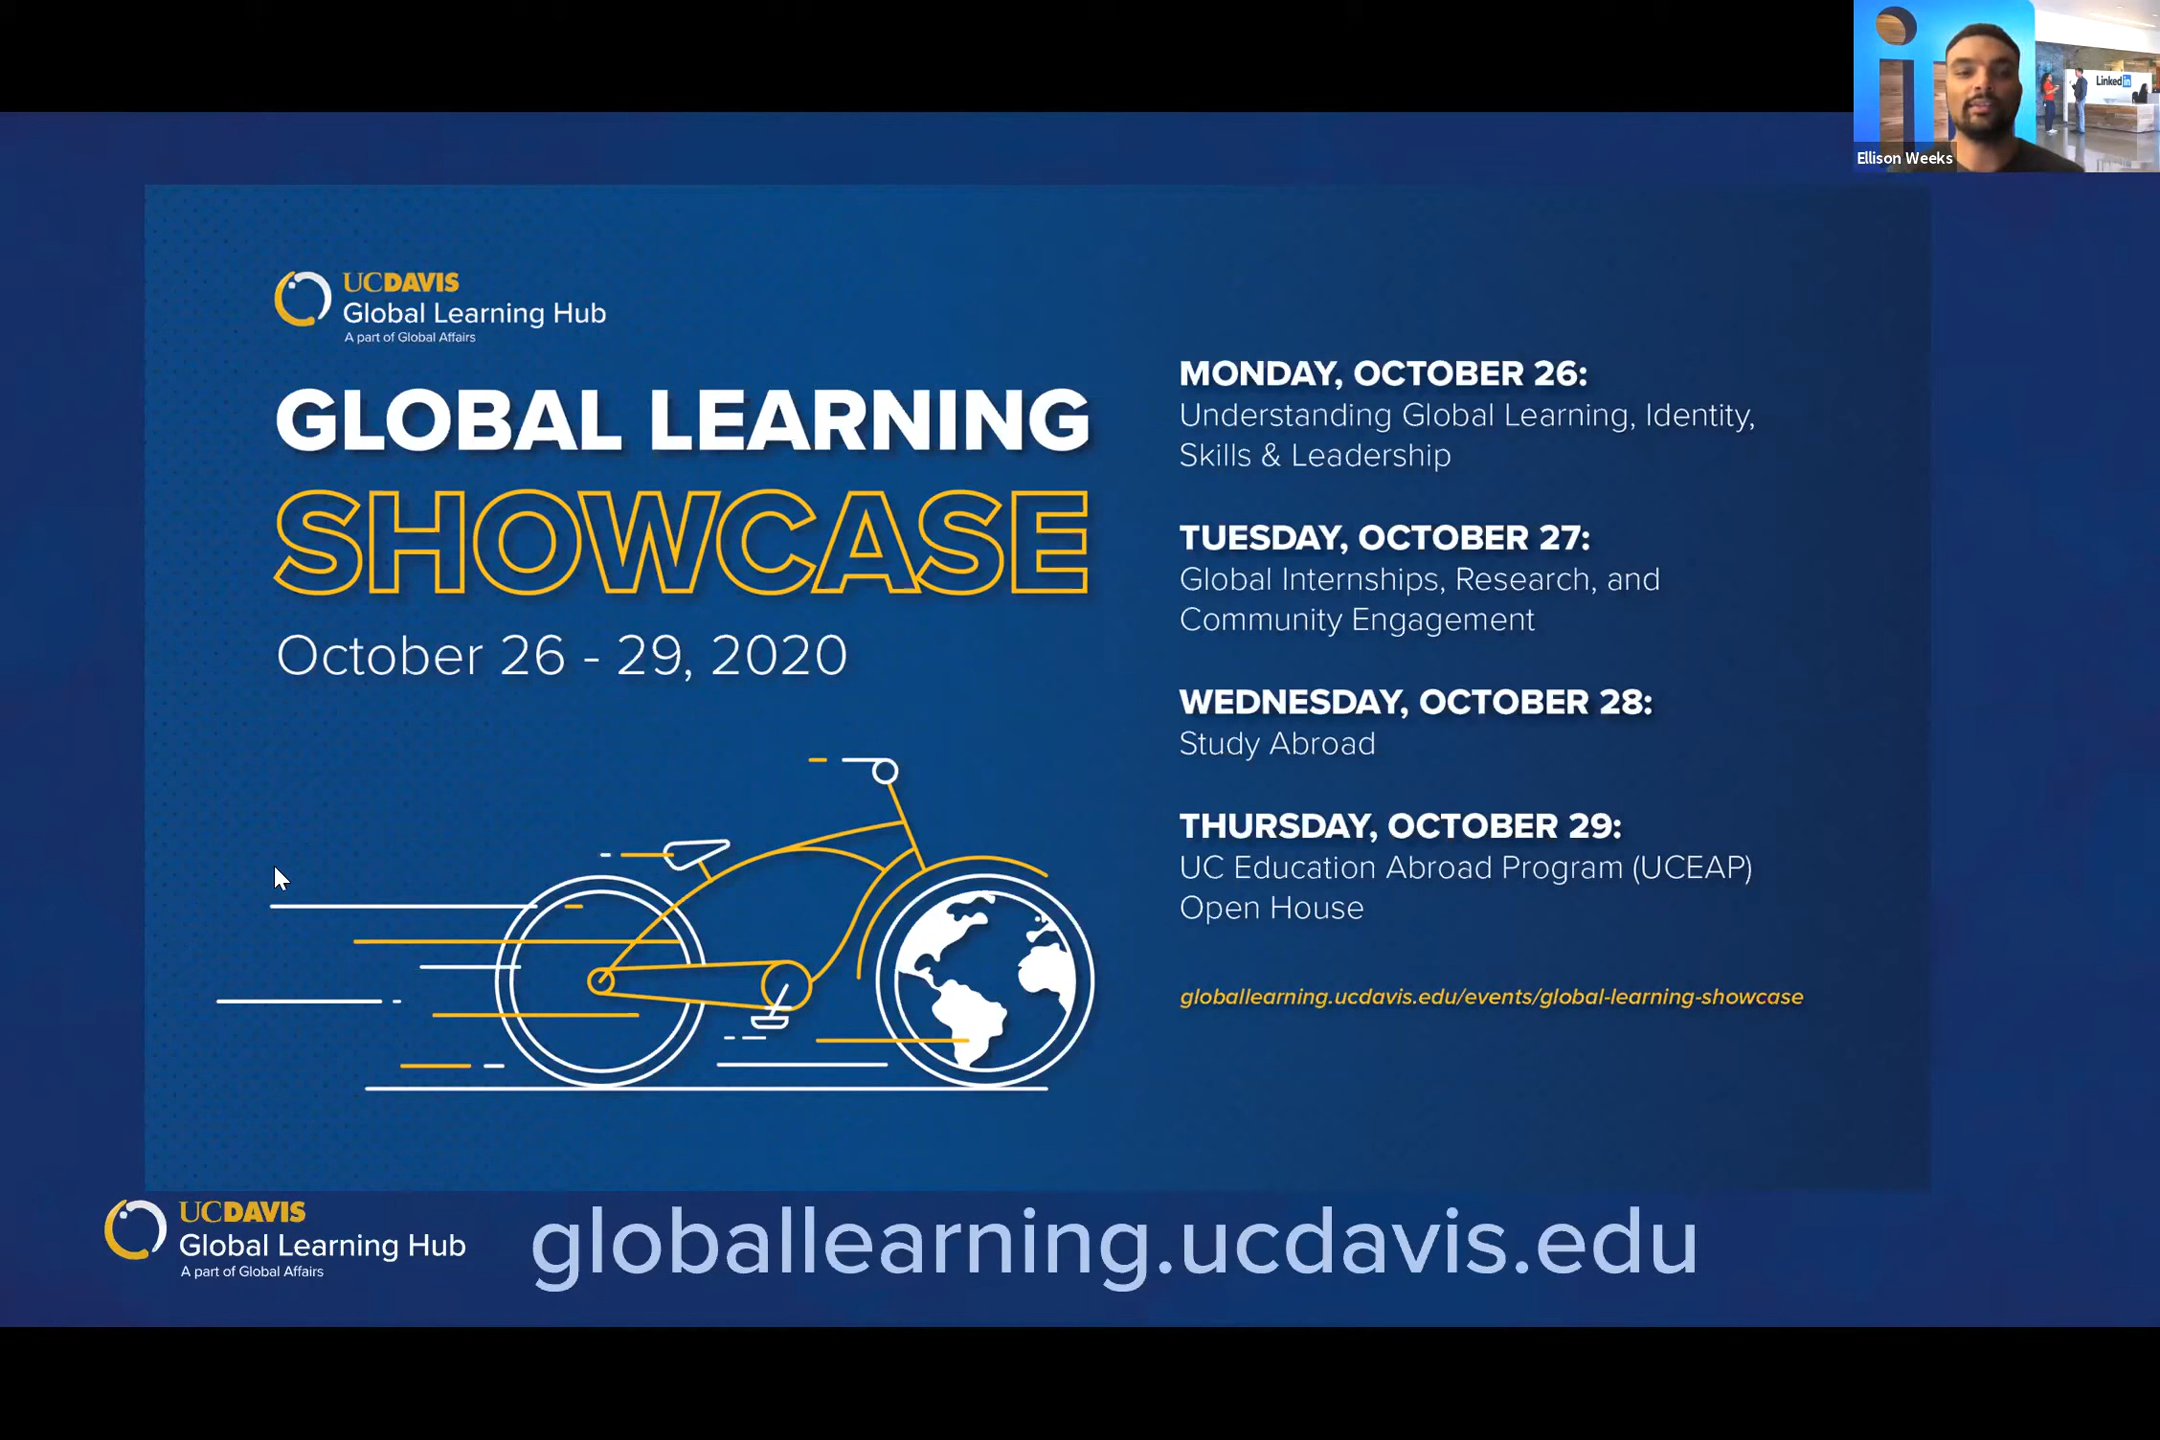 LinkedIn
Ellison Weeks
UCDAVIS
Global Learning Hub
A part of Global Affairs
GLOBAL LEARNING
SHOWCASE
October 26 - 29, 2020
MONDAY, OCTOBER 26:
Understanding Global Learning, Identity,
Skills & Leadership
TUESDAY, OCTOBER 27:
Global Internships, Research, and
Community Engagement
WEDNESDAY, OCTOBER 28:
Study Abroad
THURSDAY, OCTOBER 29:
UC Education Abroad Program (UCEAP)
Open House
globallearning.ucdavis.edu/events/global-learning-showcase
UCDAVIS
Global Learning Hub
A part of Global Affairs
globallearning.ucdavis.edu